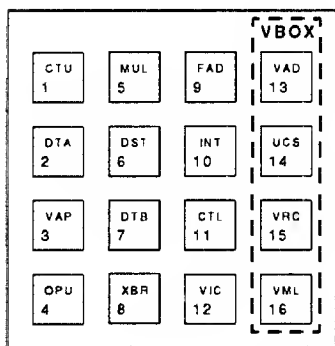 VBOX
CTU MUL FAD VAD
1 5 9 13
DTA DST INT UCS
2 6 10 14
VAP DTB CTL VRC
3 7 11 15
OPU XBR VIC VML
4 8 12 16